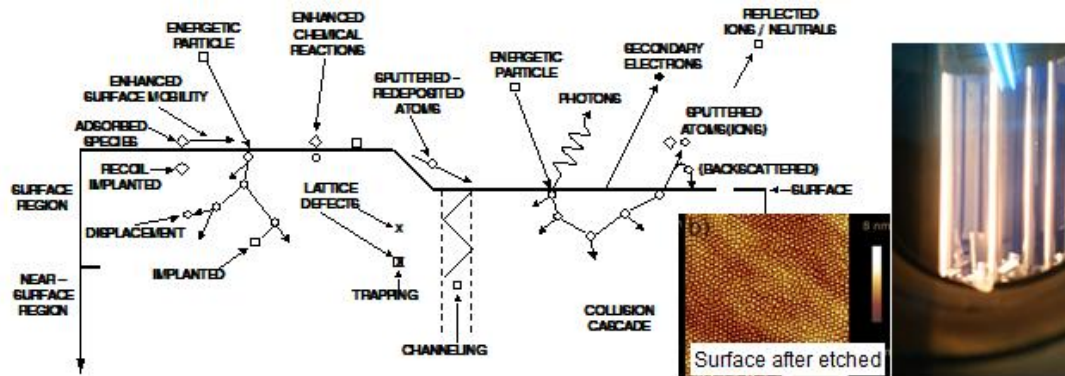 ENERGETIC
PARTICLE
ENHANCED
CHEMICAL
REACTIONS
ENHANCED
SURFACE MOBILITY
ADSORBED
SPECIES
RECOIL
IMPLANTED
SURFACE
REGION
DISPLACEMENT
IMPLANTED
NEAR–
SURFACE
REGION
LATTICE
DEFECTS
TRAPPING
SPUTTERED–
REDEPOSITED
ATOMS
CHANNELING
ENERGETIC
PARTICLE
PHOTONS
SECONDARY
ELECTRONS
REFLECTED
IONS / NEUTRALS
SPUTTERED
ATOMS(IONS)
(BACKSCATTERED)
SURFACE
COLLISION
CASCADE
b)
5 nm
Surface after etched